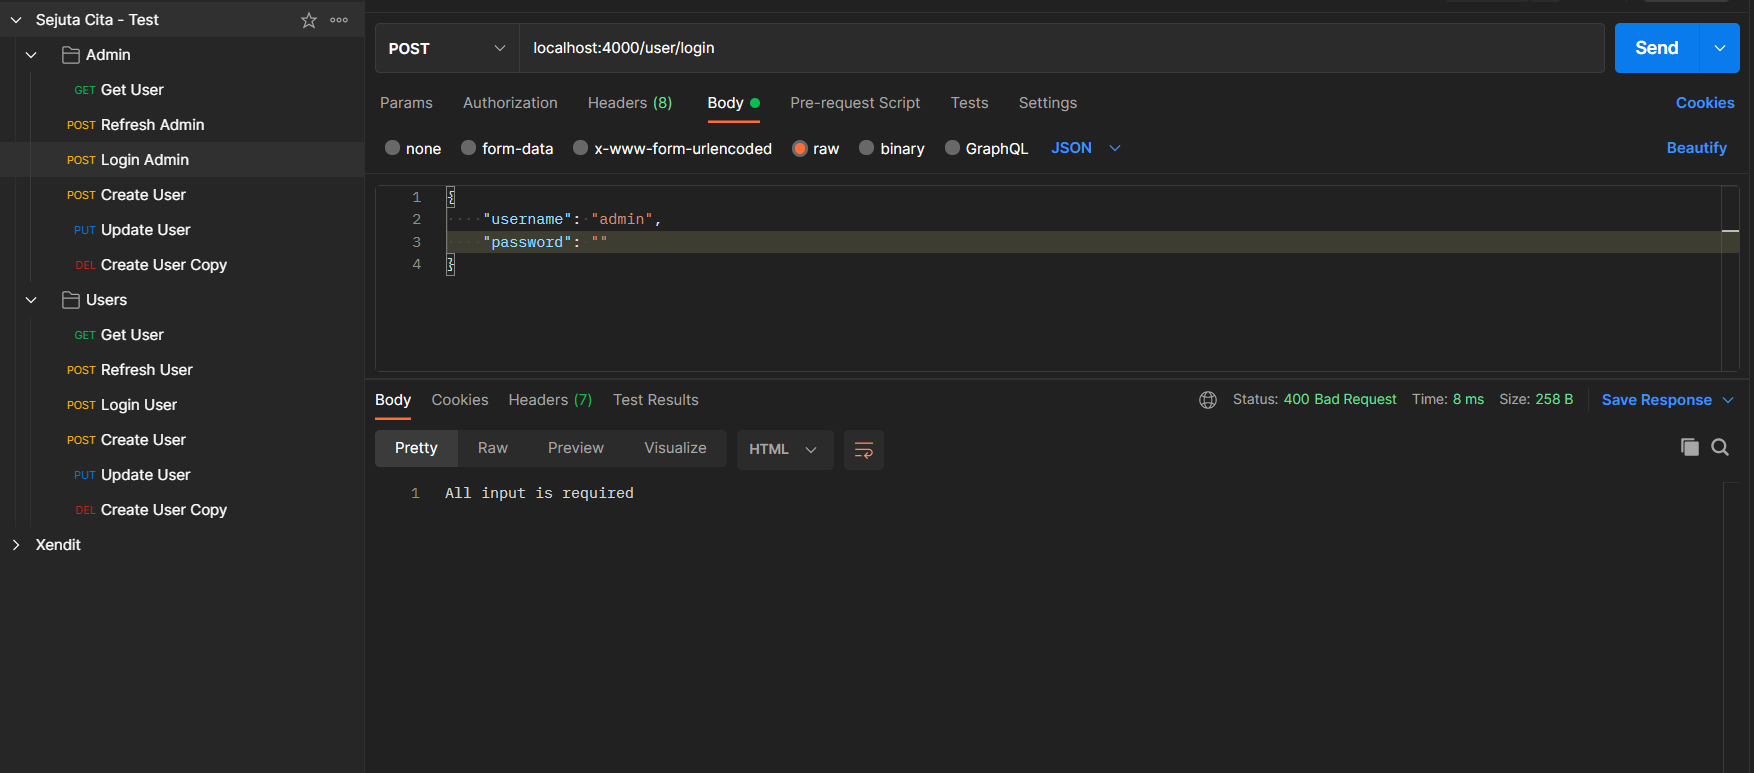 Sejuta Cita - Test
Admin
GET Get User
POST Refresh Admin
POST Login Admin
POST Create User
PUT Update User
DEL Create User Copy
Users
GET Get User
POST Refresh User
POST Login User
POST Create User
PUT Update User
DEL Create User Copy
Xendit
POST localhost:4000/user/login Send
Params Authorization Headers (8) Body Pre-request Script Tests Settings Cookies
none form-data x-www-form-urlencoded raw binary GraphQL JSON Beautify
1 {
2 "username": "admin",
3 "password": ""
4 }
Body Cookies Headers (7) Test Results Status: 400 Bad Request Time: 8 ms Size: 258 B Save Response
Pretty Raw Preview Visualize HTML
1 All input is required